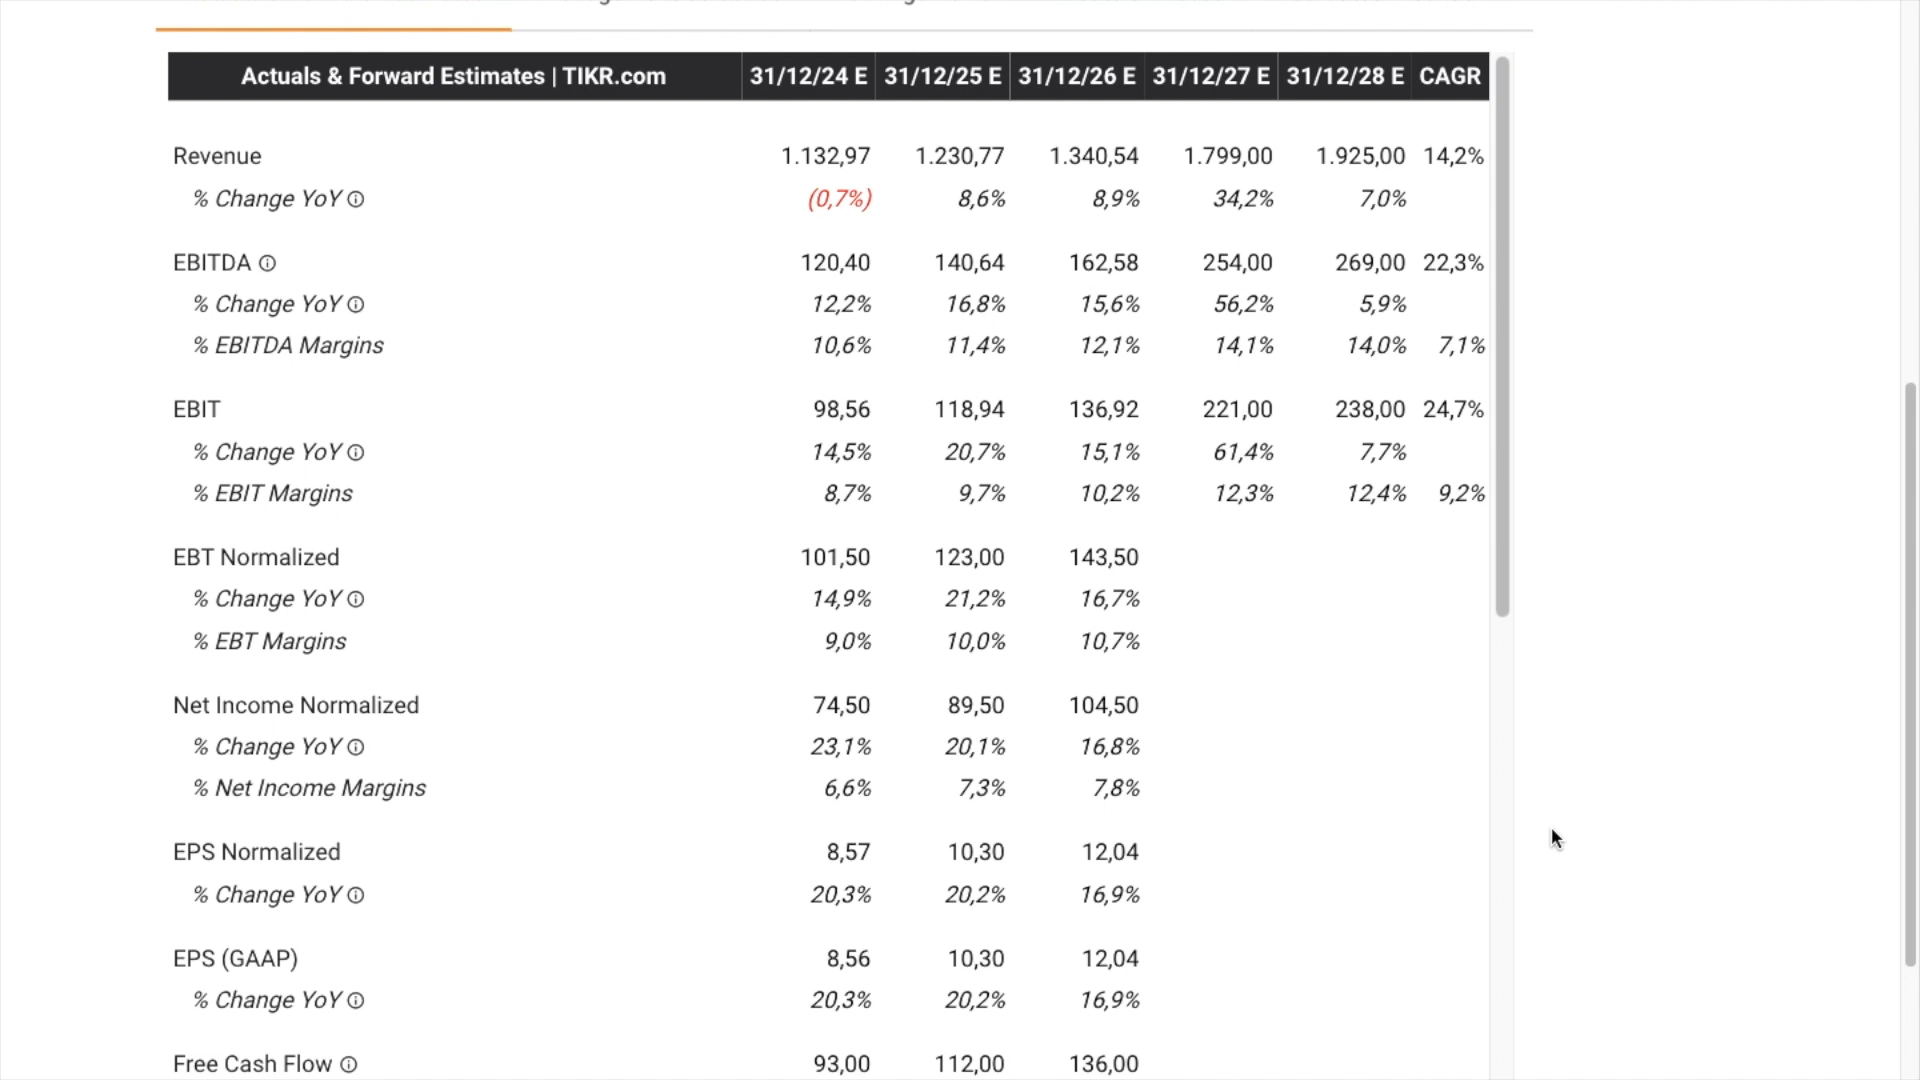 Actuals & Forward Estimates | TIKR.com 31/12/24 E 31/12/25 E 31/12/26 E 31/12/27 E 31/12/28 E CAGR
Revenue 1.132,97 1.230,77 1.340,54 1.799,00 1.925,00 14,2%
% Change YoY (0,7%) 8,6% 8,9% 34,2% 7,0%
EBITDA 120,40 140,64 162,58 254,00 269,00 22,3%
% Change YoY 12,2% 16,8% 15,6% 56,2% 5,9%
% EBITDA Margins 10,6% 11,4% 12,1% 14,1% 14,0% 7,1%
EBIT 98,56 118,94 136,92 221,00 238,00 24,7%
% Change YoY 14,5% 20,7% 15,1% 61,4% 7,7%
% EBIT Margins 8,7% 9,7% 10,2% 12,3% 12,4% 9,2%
EBT Normalized 101,50 123,00 143,50
% Change YoY 14,9% 21,2% 16,7%
% EBT Margins 9,0% 10,0% 10,7%
Net Income Normalized 74,50 89,50 104,50
% Change YoY 23,1% 20,1% 16,8%
% Net Income Margins 6,6% 7,3% 7,8%
EPS Normalized 8,57 10,30 12,04
% Change YoY 20,3% 20,2% 16,9%
EPS (GAAP) 8,56 10,30 12,04
% Change YoY 20,3% 20,2% 16,9%
Free Cash Flow 93,00 112,00 136,00